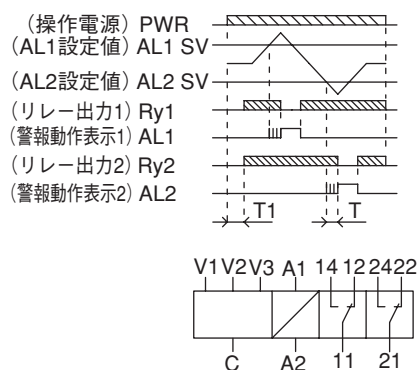 (操作電源) PWR
(AL1設定値) AL1 SV
(AL2設定値) AL2 SV
(リレー出力1) Ry1
(警報動作表示1) AL1
(リレー出力2) Ry2
(警報動作表示2) AL2
T1 T
V1 V2 V3 A1 14 12 24 22
C A2 11 21